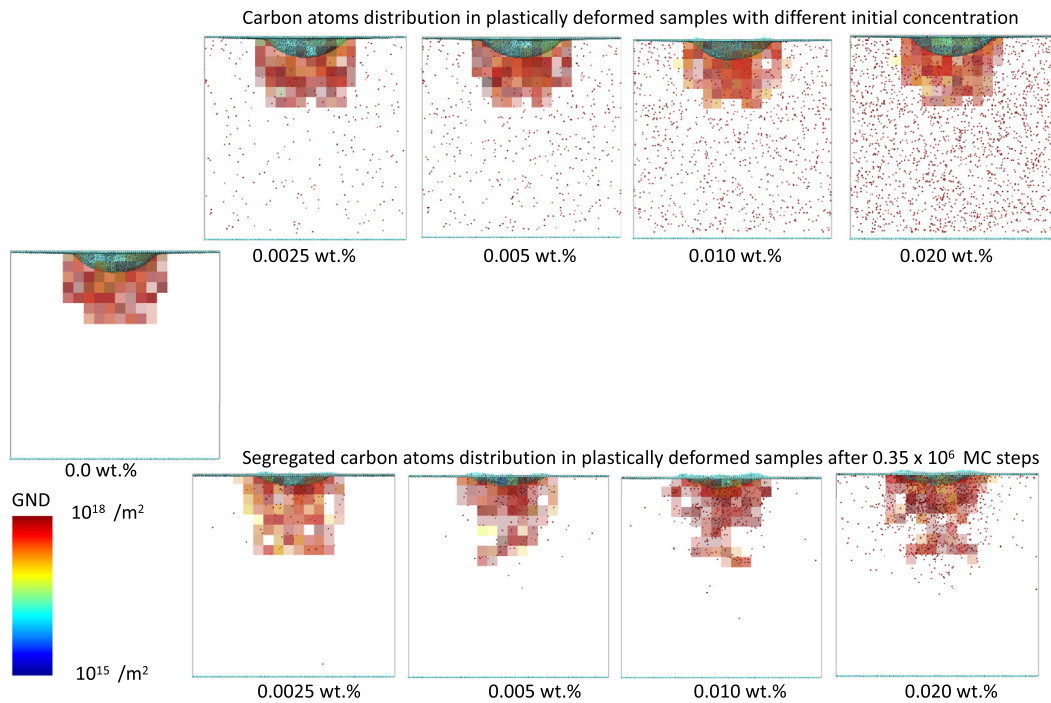 Carbon atoms distribution in plastically deformed samples with different initial concentration
0.0025 wt.%
0.005 wt.%
0.010 wt.%
0.020 wt.%
0.0 wt.%
Segregated carbon atoms distribution in plastically deformed samples after 0.35 x 10⁶ MC steps
GND
10¹⁸ /m²
10¹⁵ /m²
0.0025 wt.%
0.005 wt.%
0.010 wt.%
0.020 wt.%